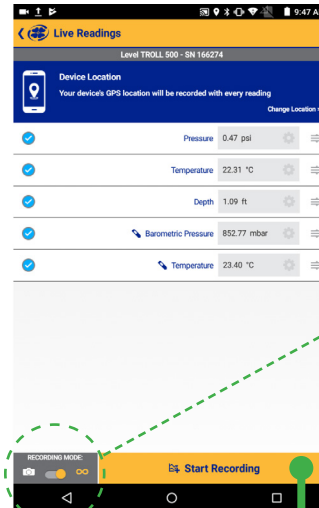 9:47 A
Live Readings
Level TROLL 500 - SN 166274
Device Location
Your device's GPS location will be recorded with every reading
Change Location
Pressure 0.47 psi
Temperature 22.31 °C
Depth 1.09 ft
Barometric Pressure 852.77 mbar
Temperature 23.40 °C
RECORDING MODE:
Start Recording